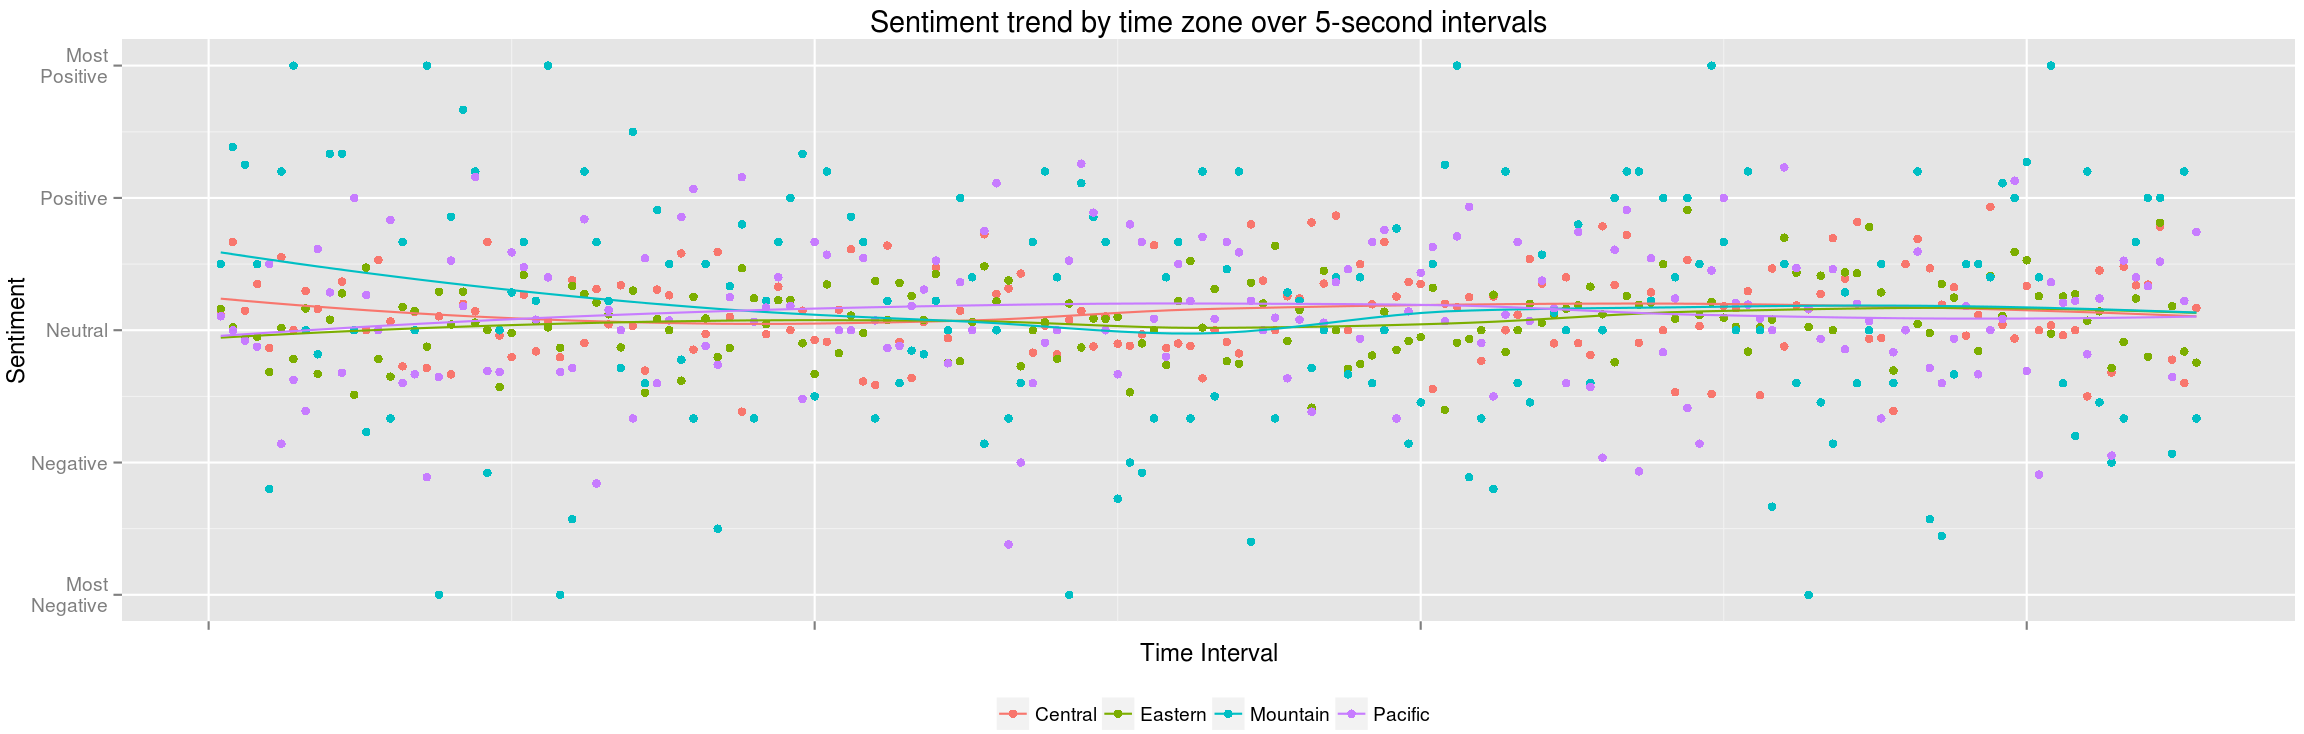 Sentiment trend by time zone over 5-second intervals
Most
Positive
Positive
Neutral
Negative
Most
Negative
Sentiment
Time Interval
Central Eastern Mountain Pacific